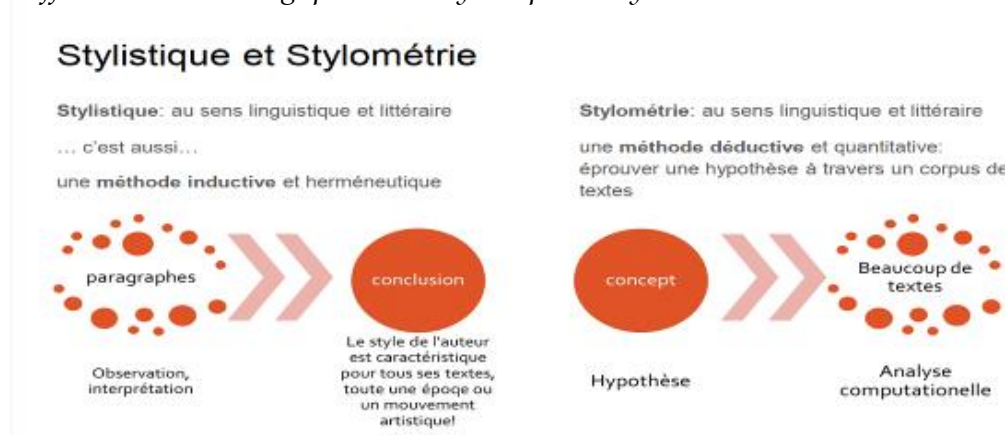 Stylistique et Stylométrie
Stylistique: au sens linguistique et littéraire
... c'est aussi...
une méthode inductive et herméneutique
paragraphes
conclusion
Observation,
interprétation
Le style de l'auteur
est caractéristique
pour tous ses textes,
toute une époqe ou
un mouvement
artistique!
Stylométrie: au sens linguistique et littéraire
une méthode déductive et quantitative:
éprouver une hypothèse à travers un corpus de
textes
concept
Beaucoup de
textes
Hypothèse
Analyse
computationelle